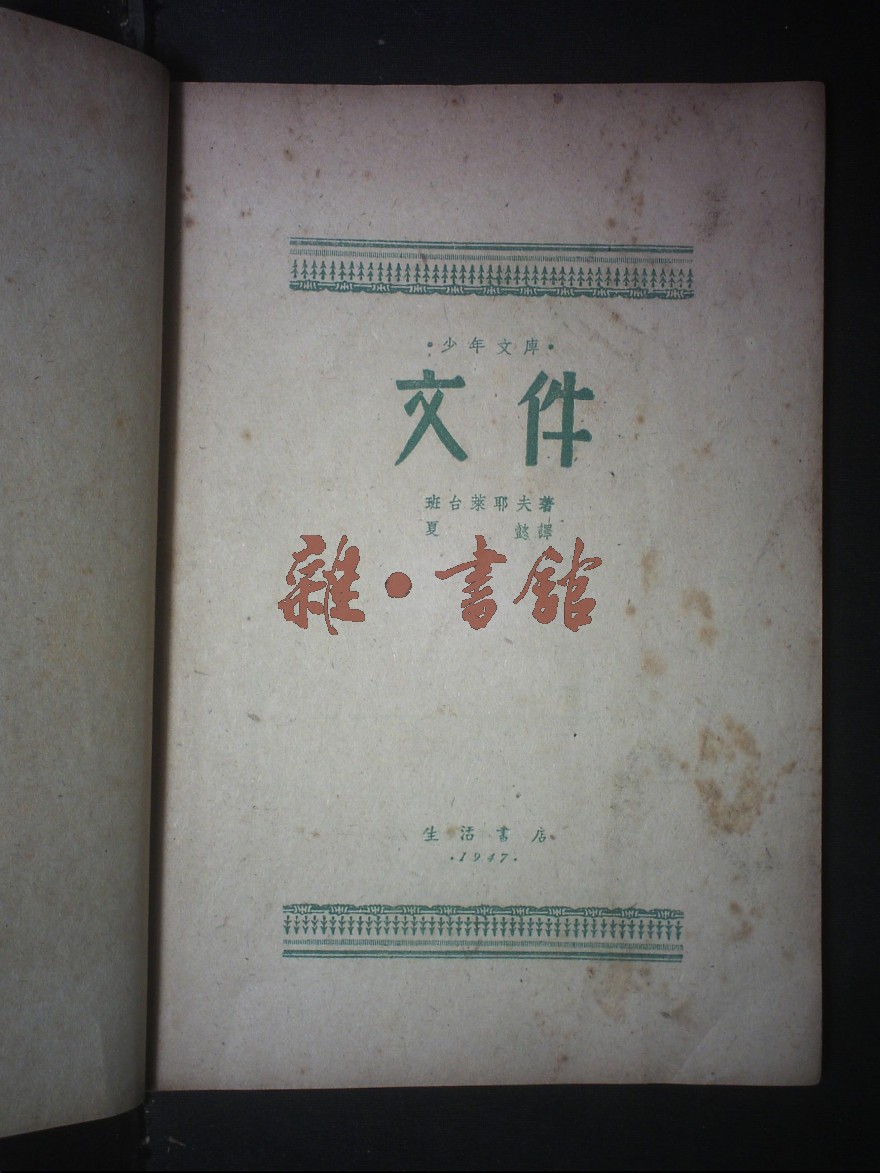 ·少年文庫·
文件
班台萊耶夫著
夏懿譯
雜·書館
生活書店
·1947·